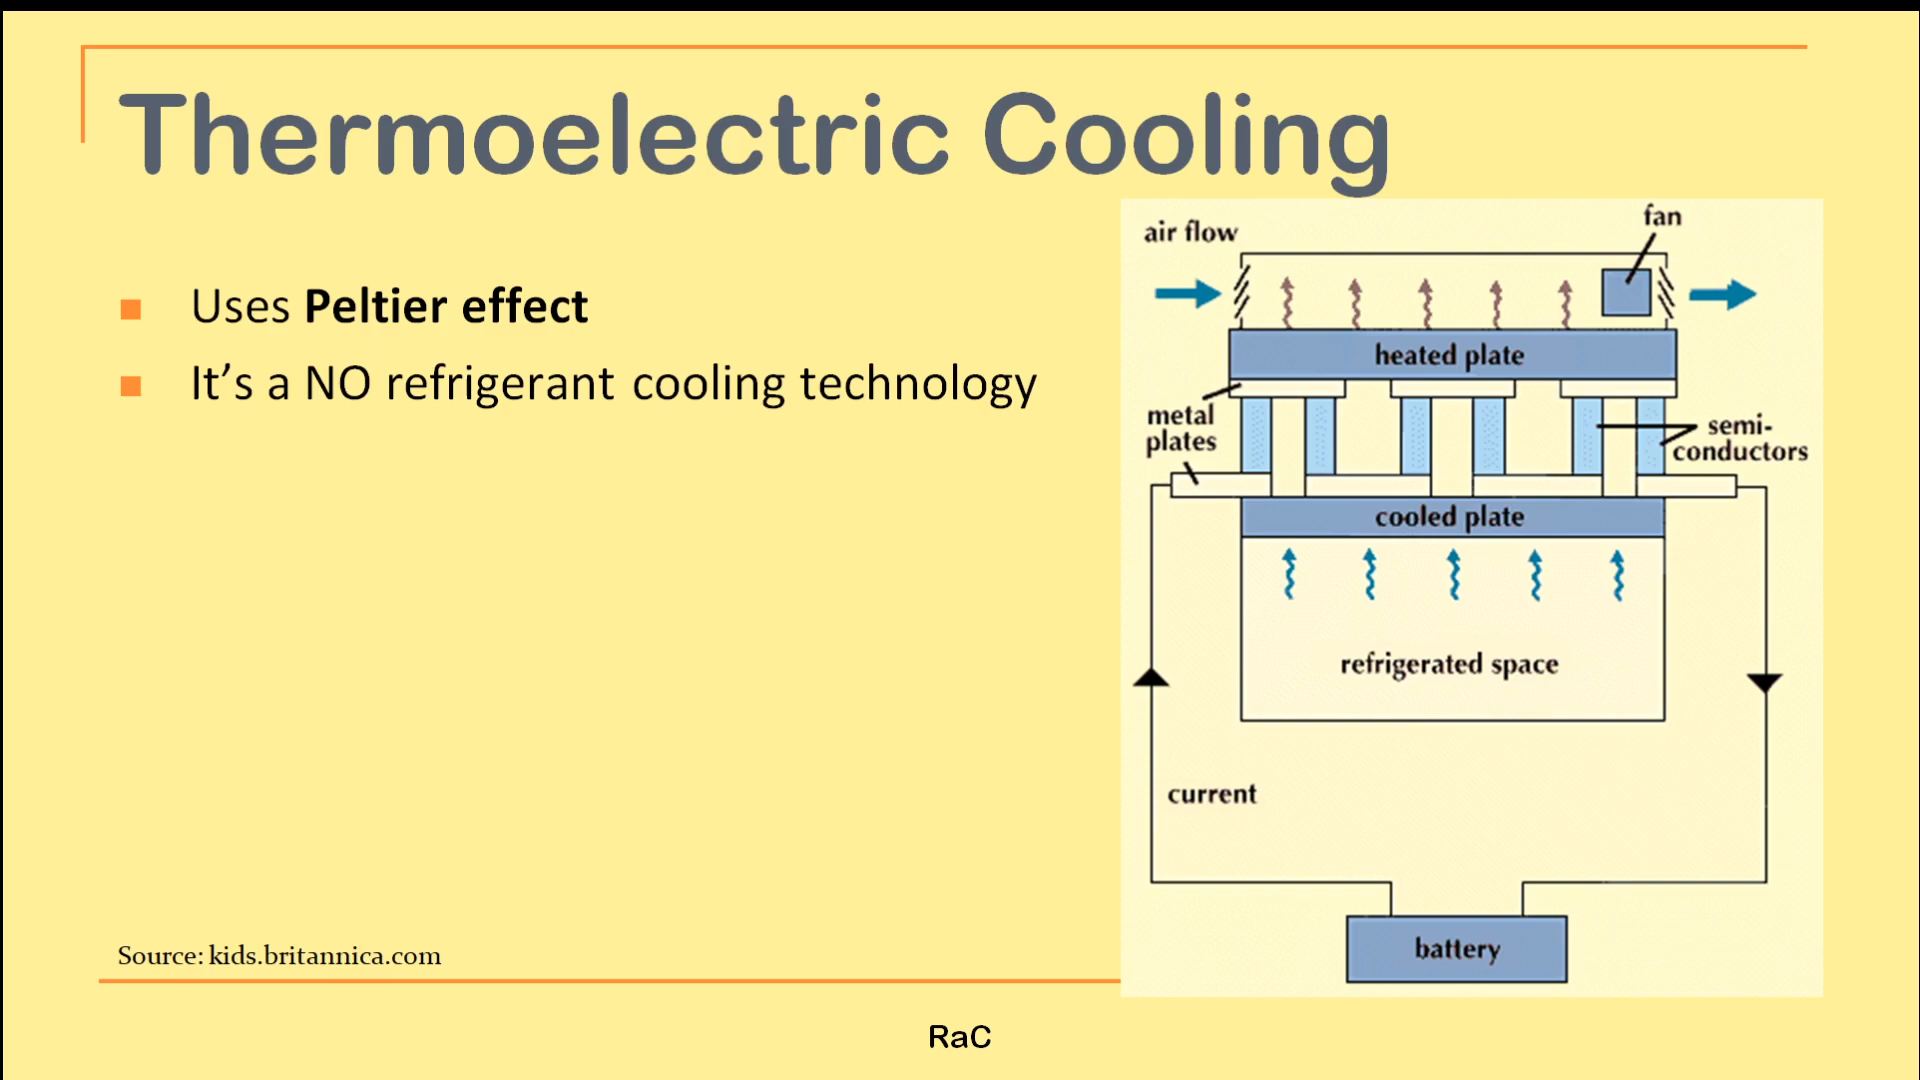 Thermoelectric Cooling
Uses Peltier effect
It's a NO refrigerant cooling technology
air flow
fan
heated plate
metal
plates
semi-
conductors
cooled plate
refrigerated space
current
battery
Source: kids.britannica.com
RaC